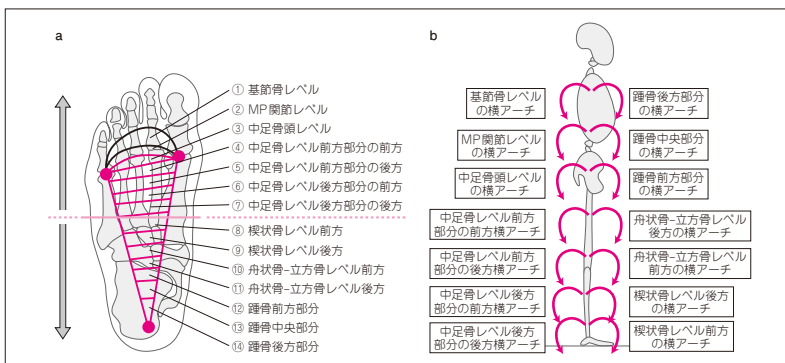 a
① 基節骨レベル
② MP関節レベル
③ 中足骨頭レベル
④ 中足骨レベル前方部分の前方
⑤ 中足骨レベル前方部分の後方
⑥ 中足骨レベル後方部分の前方
⑦ 中足骨レベル後方部分の後方
⑧ 楔状骨レベル前方
⑨ 楔状骨レベル後方
⑩ 舟状骨–立方骨レベル前方
⑪ 舟状骨–立方骨レベル後方
⑫ 踵骨前方部分
⑬ 踵骨中央部分
⑭ 踵骨後方部分
b
基節骨レベル
の横アーチ
MP関節レベル
の横アーチ
中足骨頭レベル
の横アーチ
中足骨レベル前方
部分の前方横アーチ
中足骨レベル前方
部分の後方横アーチ
中足骨レベル後方
部分の前方横アーチ
中足骨レベル後方
部分の後方横アーチ
踵骨後方部分
の横アーチ
踵骨中央部分
の横アーチ
踵骨前方部分
の横アーチ
舟状骨–立方骨レベル
後方の横アーチ
舟状骨–立方骨レベル
前方の横アーチ
楔状骨レベル後方
の横アーチ
楔状骨レベル前方
の横アーチ